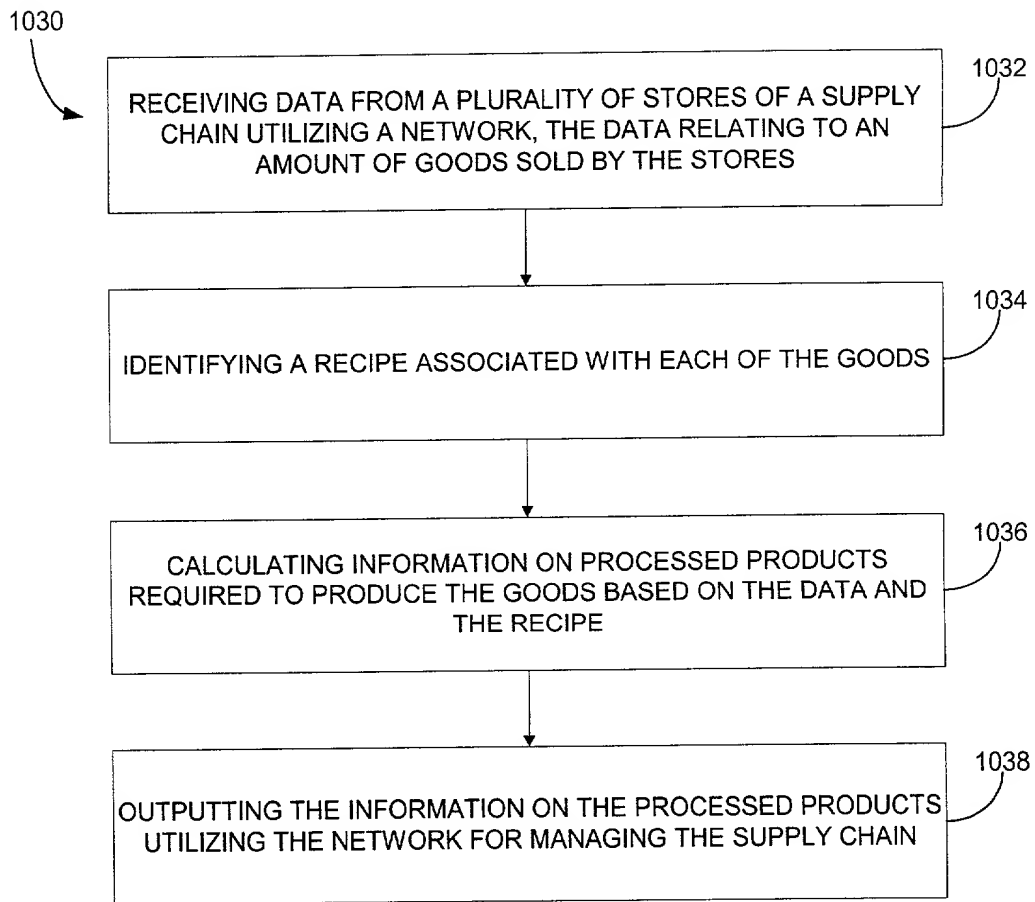 1030
1032
RECEIVING DATA FROM A PLURALITY OF STORES OF A SUPPLY
CHAIN UTILIZING A NETWORK, THE DATA RELATING TO AN
AMOUNT OF GOODS SOLD BY THE STORES
1034
IDENTIFYING A RECIPE ASSOCIATED WITH EACH OF THE GOODS
1036
CALCULATING INFORMATION ON PROCESSED PRODUCTS
REQUIRED TO PRODUCE THE GOODS BASED ON THE DATA AND
THE RECIPE
1038
OUTPUTTING THE INFORMATION ON THE PROCESSED PRODUCTS
UTILIZING THE NETWORK FOR MANAGING THE SUPPLY CHAIN